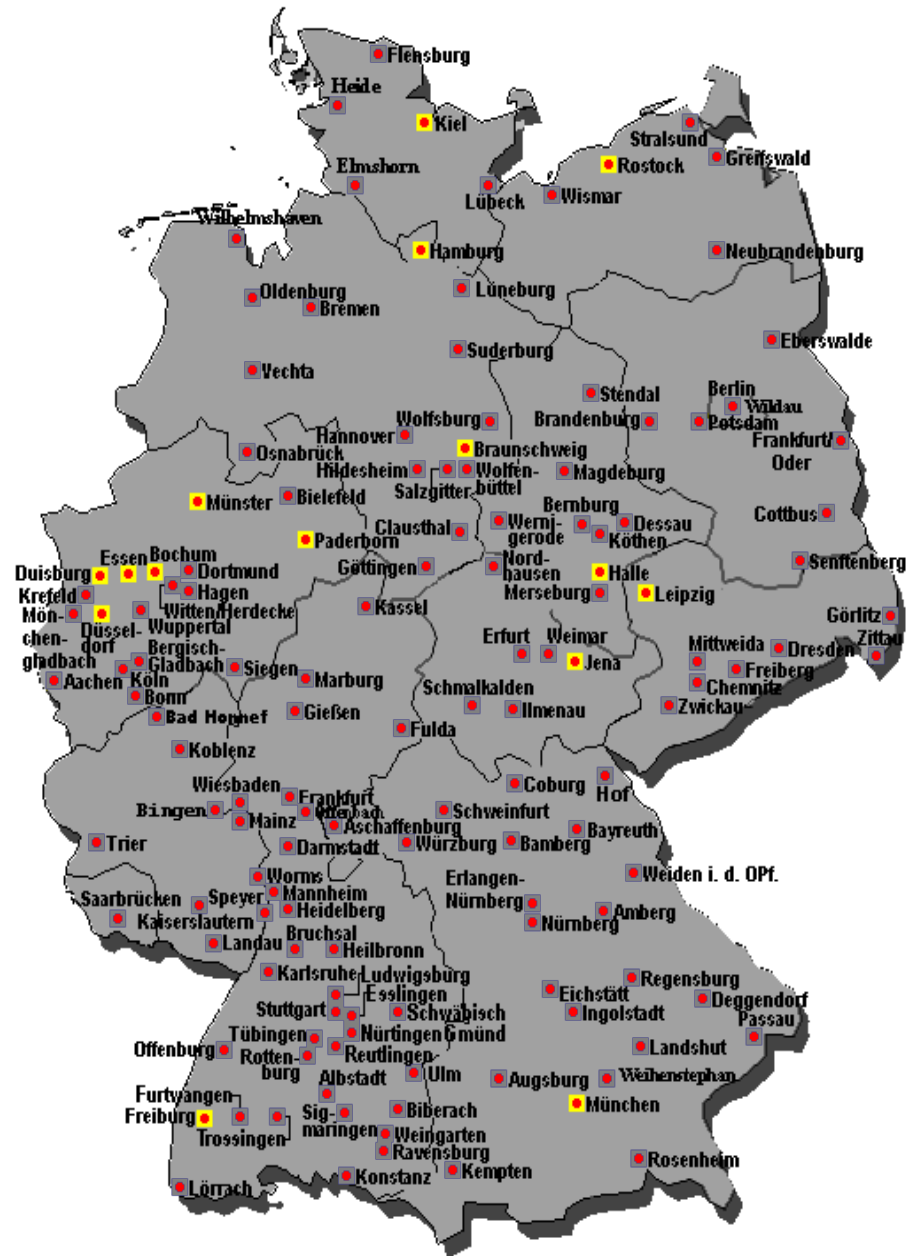 Flensburg
Heide
Kiel
Stralsund
Greifswald
Rostock
Elmshorn
Lübeck
Wismar
Wilhelmshaven
Hamburg
Neubrandenburg
Lüneburg
Oldenburg
Bremen
Eberswalde
Suderburg
Vechta
Stendal
Berlin
Wildau
Wolfsburg
Brandenburg
Potsdam
Hannover
Frankfurt/
Oder
Braunschweig
Osnabrück
Hildesheim
Wolfen-
büttel
Magdeburg
Salzgitter
Bielefeld
Münster
Bernburg
Cottbus
Clausthal
Werni-
gerode
Dessau
Köthen
Paderborn
Bochum
Essen
Duisburg
Dortmund
Göttingen
Nord-
hausen
Halle
Senftenberg
Krefeld
Hagen
Merseburg
Leipzig
Witten/Herdecke
Kassel
Mön-
chen-
gladbach
Düssel-
dorf
Wuppertal
Görlitz
Zittau
Erfurt
Weimar
Mittweida
Dresden
Bergisch-
Gladbach
Siegen
Jena
Freiberg
Aachen
Köln
Marburg
Chemnitz
Bonn
Schmalkalden
Zwickau
Bad Honnef
Gießen
Ilmenau
Fulda
Koblenz
Hof
Coburg
Wiesbaden
Frankfurt
Offenbach
Bingen
Mainz
Schweinfurt
Aschaffenburg
Bayreuth
Trier
Darmstadt
Würzburg
Bamberg
Worms
Weiden i. d. OPf.
Erlangen-
Nürnberg
Saarbrücken
Speyer
Mannheim
Heidelberg
Amberg
Kaiserslautern
Nürnberg
Landau
Bruchsal
Heilbronn
Karlsruhe
Ludwigsburg
Regensburg
Esslingen
Eichstätt
Deggendorf
Stuttgart
Schwäbisch
Gmünd
Ingolstadt
Passau
Tübingen
Nürtingen
Offenburg
Rotten-
burg
Reutlingen
Landshut
Albstadt
Ulm
Augsburg
Weihenstephan
Furtwangen
Freiburg
München
Sig-
maringen
Biberach
Trossingen
Weingarten
Ravensburg
Rosenheim
Konstanz
Kempten
Lörrach